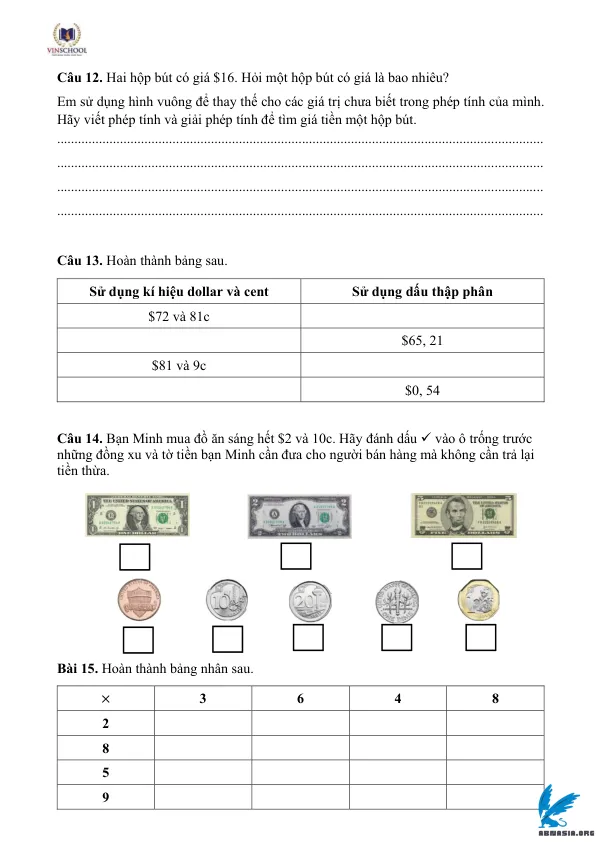 VINSCHOOL
Câu 12. Hai hộp bút có giá $16. Hỏi một hộp bút có giá là bao nhiêu?
Em sử dụng hình vuông để thay thế cho các giá trị chưa biết trong phép tính của mình.
Hãy viết phép tính và giải phép tính để tìm giá tiền một hộp bút.
Câu 13. Hoàn thành bảng sau.
Sử dụng kí hiệu dollar và cent Sử dụng dấu thập phân
$72 và 81c
$65, 21
$81 và 9c
$0, 54
Câu 14. Bạn Minh mua đồ ăn sáng hết $2 và 10c. Hãy đánh dấu ✓ vào ô trống trước
những đồng xu và tờ tiền bạn Minh cần đưa cho người bán hàng mà không cần trả lại
tiền thừa.
Bài 15. Hoàn thành bảng nhân sau.
× 3 6 4 8
2
8
5
9
ABMASIA.ORG